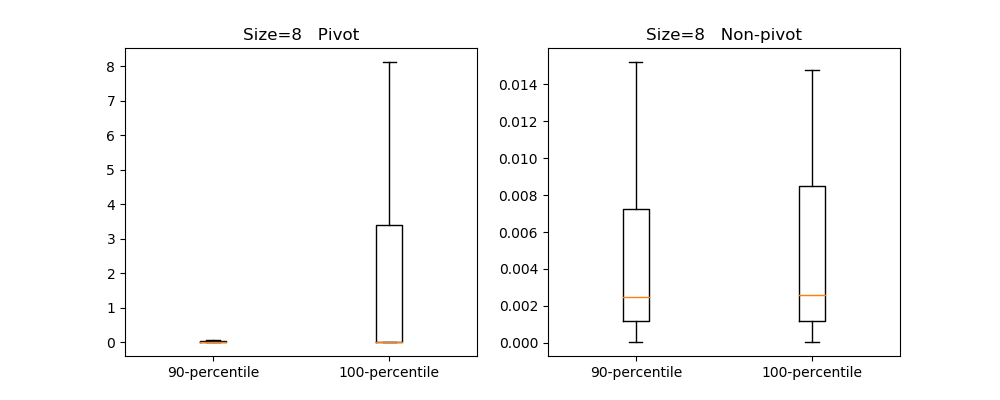 Size=8   Pivot
8
7
6
5
4
3
2
1
0
90-percentile
100-percentile
Size=8   Non-pivot
0.014
0.012
0.010
0.008
0.006
0.004
0.002
0.000
90-percentile
100-percentile